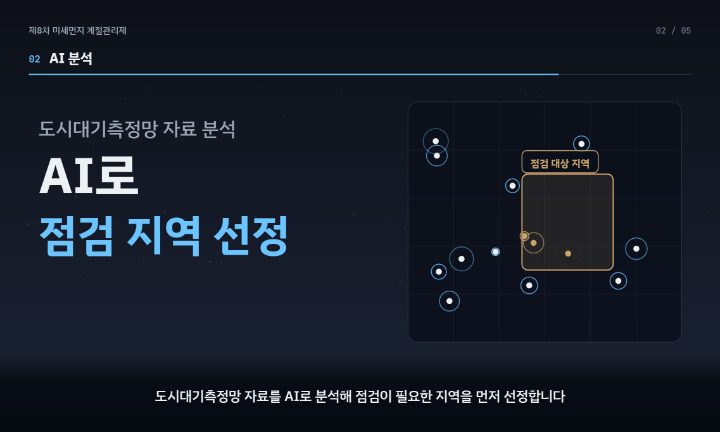 제8차 미세먼지 계절관리제
02 / 05
02 AI 분석
도시대기측정망 자료 분석
AI로
점검 지역 선정
점검 대상 지역
도시대기측정망 자료를 AI로 분석해 점검이 필요한 지역을 먼저 선정합니다